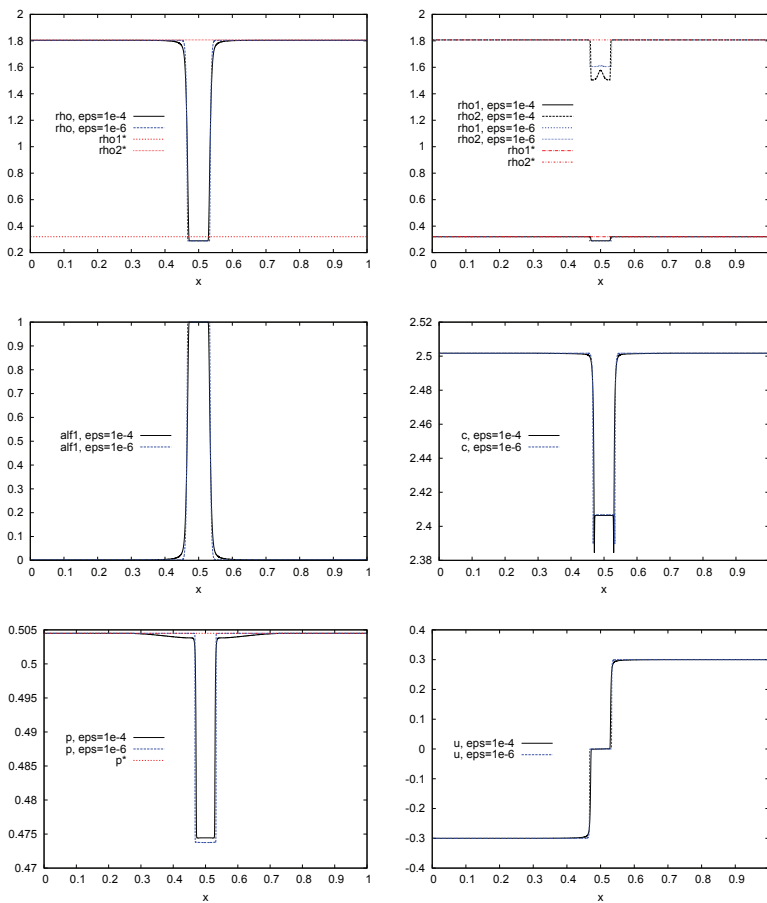 2
1.8
1.6
1.4
1.2
1
0.8
0.6
0.4
0.2
rho, eps=1e-4
rho, eps=1e-6
rho1*
rho2*
0 0.1 0.2 0.3 0.4 0.5 0.6 0.7 0.8 0.9 1
x
2
1.8
1.6
1.4
1.2
1
0.8
0.6
0.4
0.2
rho1, eps=1e-4
rho2, eps=1e-4
rho1, eps=1e-6
rho2, eps=1e-6
rho1*
rho2*
0 0.1 0.2 0.3 0.4 0.5 0.6 0.7 0.8 0.9
x
1
0.9
0.8
0.7
0.6
0.5
0.4
0.3
0.2
0.1
0
alf1, eps=1e-4
alf1, eps=1e-6
0 0.1 0.2 0.3 0.4 0.5 0.6 0.7 0.8 0.9 1
x
2.52
2.5
2.48
2.46
2.44
2.42
2.4
2.38
c, eps=1e-4
c, eps=1e-6
0 0.1 0.2 0.3 0.4 0.5 0.6 0.7 0.8 0.9
x
0.505
0.5
0.495
0.49
0.485
0.48
0.475
0.47
p, eps=1e-4
p, eps=1e-6
p*
0 0.1 0.2 0.3 0.4 0.5 0.6 0.7 0.8 0.9 1
x
0.4
0.3
0.2
0.1
0
-0.1
-0.2
-0.3
-0.4
u, eps=1e-4
u, eps=1e-6
0 0.1 0.2 0.3 0.4 0.5 0.6 0.7 0.8 0.9
x